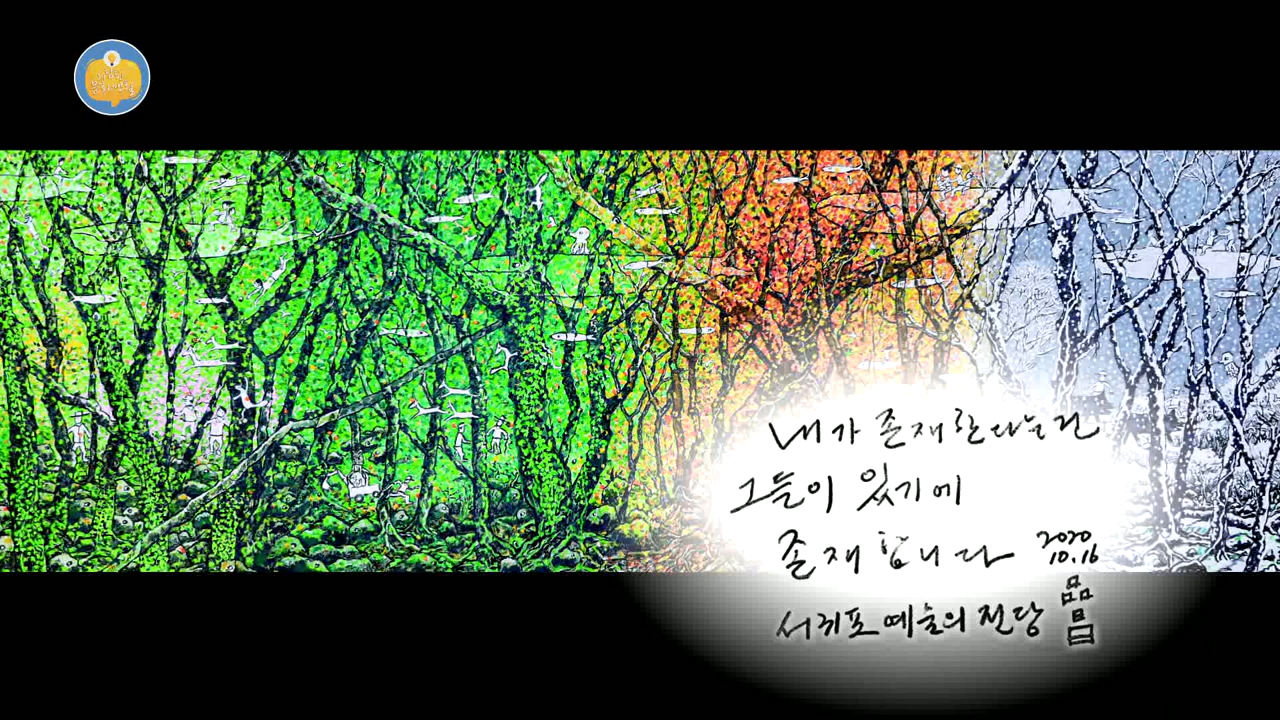 내가 존재한다는건
그들이 있기에
존재합니다
2020
10.16
서귀포 예술의 전당